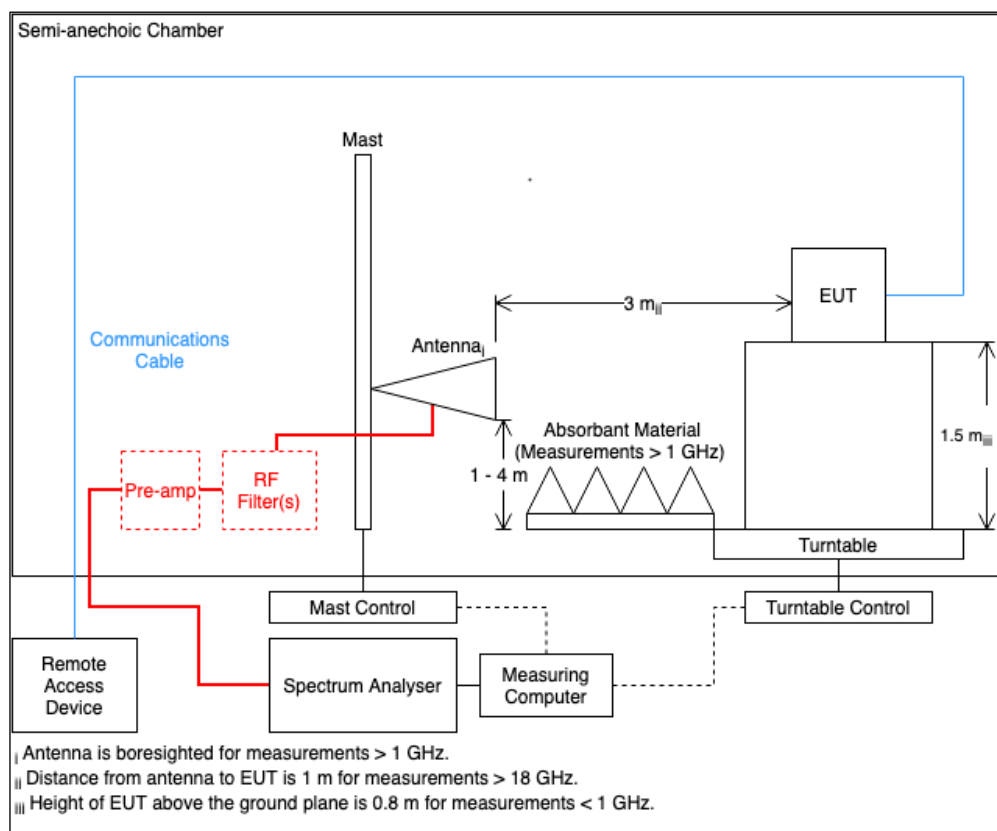 Semi-anechoic Chamber
Mast
EUT
3 m ii
Communications
Cable
Antenna i
Absorbant Material
(Measurements > 1 GHz)
1 - 4 m
1.5 m iii
Pre-amp
RF
Filter(s)
Turntable
Mast Control
Turntable Control
Remote
Access
Device
Spectrum Analyser
Measuring
Computer
i Antenna is boresighted for measurements > 1 GHz.
ii Distance from antenna to EUT is 1 m for measurements > 18 GHz.
iii Height of EUT above the ground plane is 0.8 m for measurements < 1 GHz.